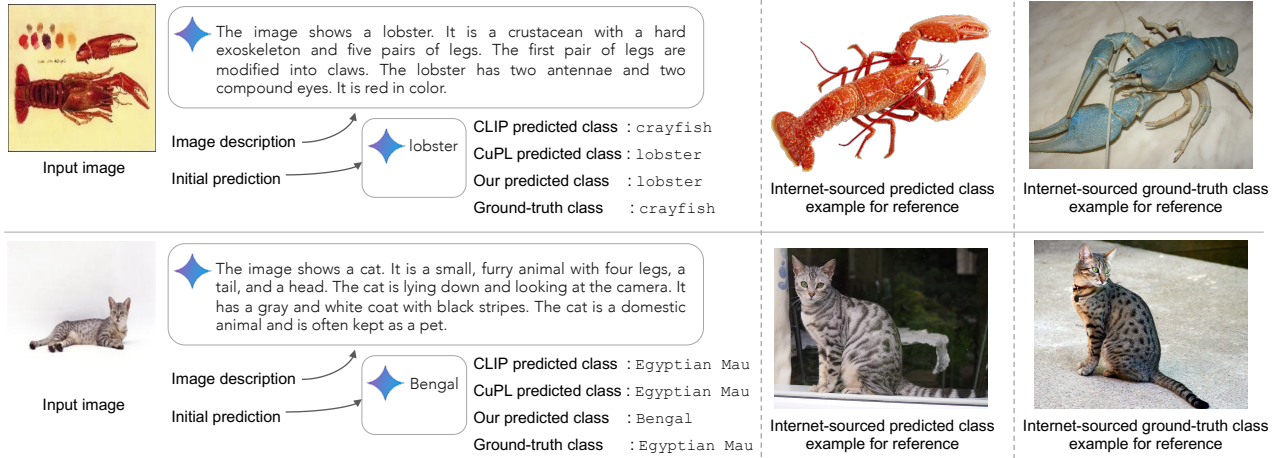 The image shows a lobster. It is a crustacean with a hard
exoskeleton and five pairs of legs. The first pair of legs are
modified into claws. The lobster has two antennae and two
compound eyes. It is red in color.
Input image
Image description
Initial prediction
lobster
CLIP predicted class : crayfish
CuPL predicted class : lobster
Our predicted class : lobster
Ground-truth class : crayfish
Internet-sourced predicted class
example for reference
Internet-sourced ground-truth class
example for reference
The image shows a cat. It is a small, furry animal with four legs, a
tail, and a head. The cat is lying down and looking at the camera. It
has a gray and white coat with black stripes. The cat is a domestic
animal and is often kept as a pet.
Input image
Image description
Initial prediction
Bengal
CLIP predicted class : Egyptian Mau
CuPL predicted class : Egyptian Mau
Our predicted class : Bengal
Ground-truth class : Egyptian Mau
Internet-sourced predicted class
example for reference
Internet-sourced ground-truth class
example for reference